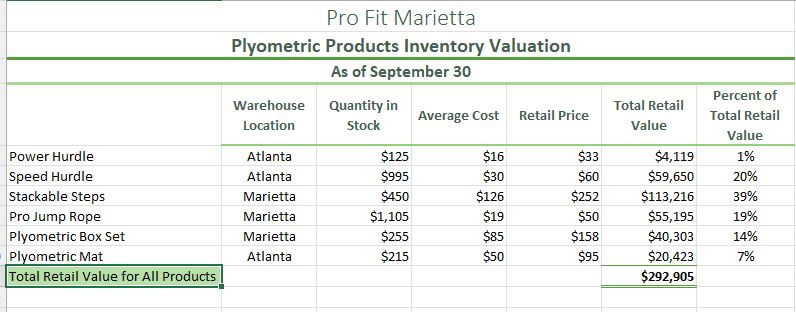 Pro Fit Marietta
Plyometric Products Inventory Valuation
As of September 30
Warehouse Location Quantity in Stock Average Cost Retail Price Total Retail Value Percent of Total Retail Value
Power Hurdle Atlanta $125 $16 $33 $4,119 1%
Speed Hurdle Atlanta $995 $30 $60 $59,650 20%
Stackable Steps Marietta $450 $126 $252 $113,216 39%
Pro Jump Rope Marietta $1,105 $19 $50 $55,195 19%
Plyometric Box Set Marietta $255 $85 $158 $40,303 14%
Plyometric Mat Atlanta $215 $50 $95 $20,423 7%
Total Retail Value for All Products $292,905